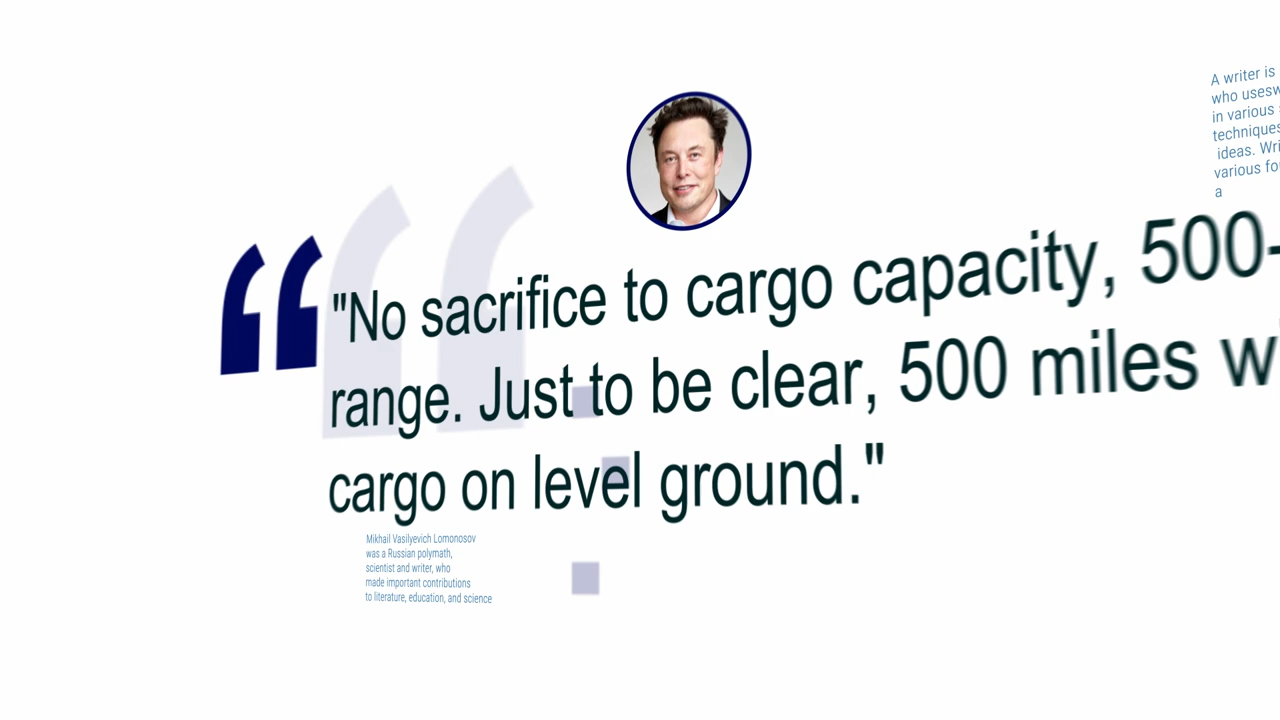 A writer is
who usesw
in various
techniques
ideas. Wri
various fo
a
"No sacrifice to cargo capacity, 500-
range. Just to be clear, 500 miles w
cargo on level ground."
Mikhail Vasilyevich Lomonosov
was a Russian polymath,
scientist and writer, who
made important contributions
to literature, education, and science